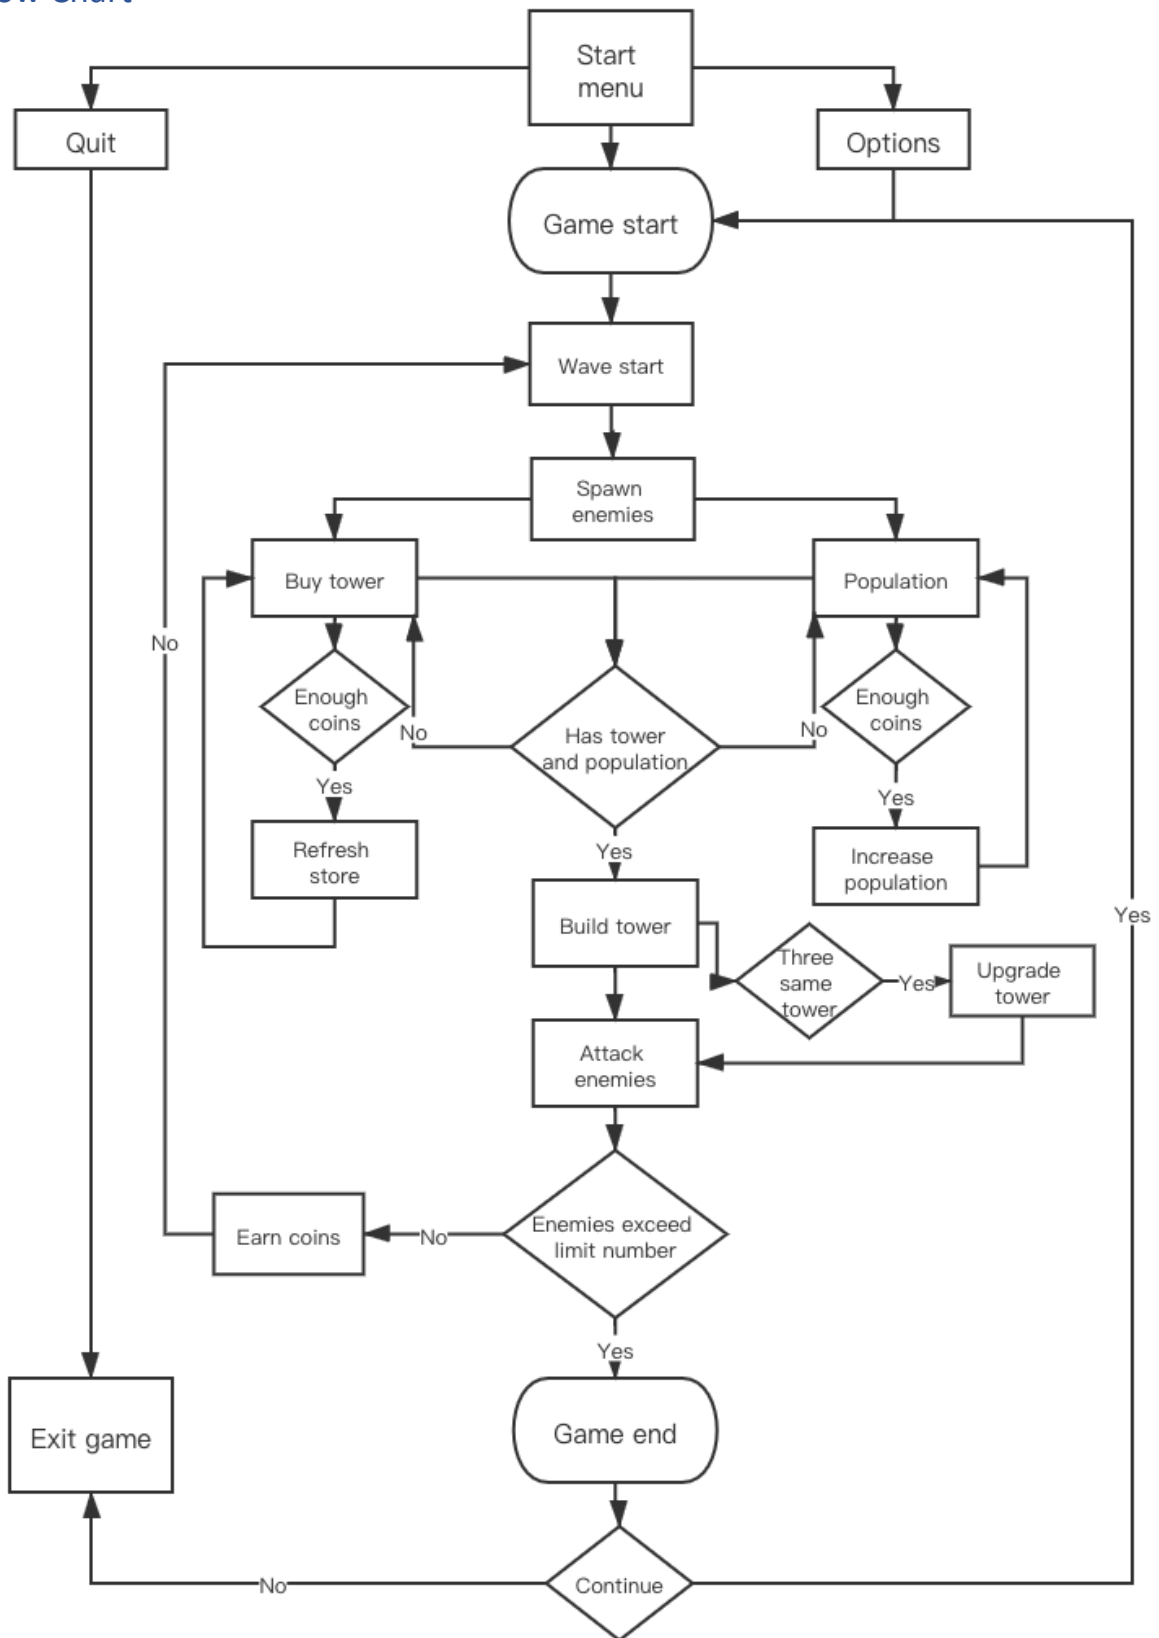 ow Chart
Start
menu
Quit
Options
Game start
Wave start
Spawn
enemies
Buy tower
Population
No
Enough
coins
Enough
coins
No
Has tower
and population
No
Yes
Yes
Refresh
store
Yes
Increase
population
Build tower
Yes
Three
same
tower
Yes
Upgrade
tower
Attack
enemies
Earn coins
No
Enemies exceed
limit number
Yes
Exit game
Game end
No
Continue